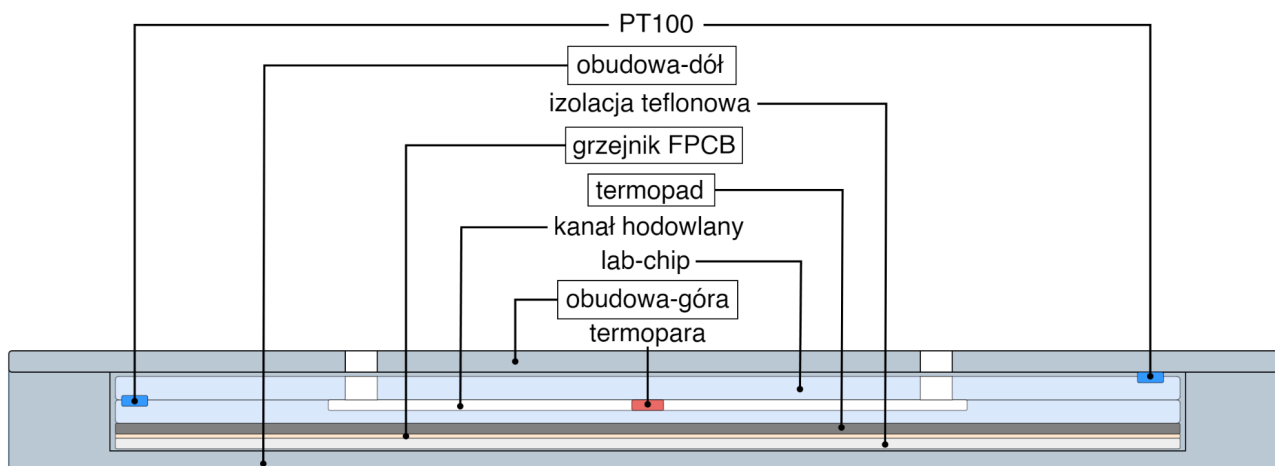 PT100
obudowa-dół
izolacja teflonowa
grzejnik FPCB
termopad
kanał hodowlany
lab-chip
obudowa-góra
termopara